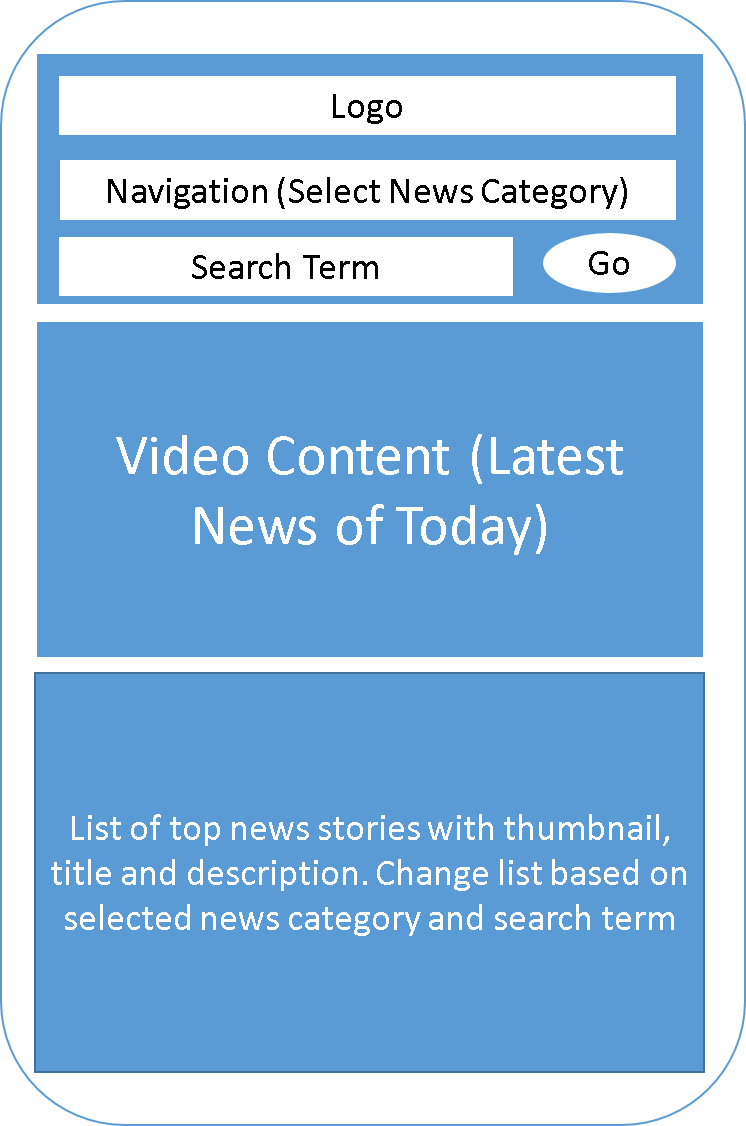 Logo
Navigation (Select News Category)
Search Term
Go
Video Content (Latest
News of Today)
List of top news stories with thumbnail,
title and description. Change list based on
selected news category and search term